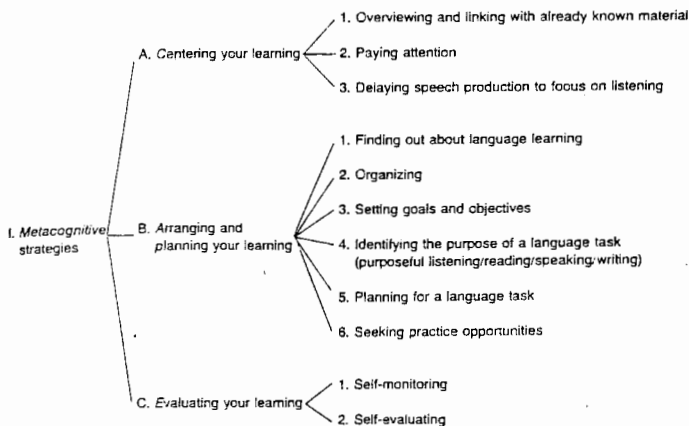 1. Overviewing and linking with already known material
A. Centering your learning
2. Paying attention
3. Delaying speech production to focus on listening
1. Finding out about language learning
2. Organizing
3. Setting goals and objectives
I. Metacognitive
strategies
B. Arranging and
planning your learning
4. Identifying the purpose of a language task
(purposeful listening/reading/speaking/writing)
5. Planning for a language task
6. Seeking practice opportunities
1. Self-monitoring
C. Evaluating your learning
2. Self-evaluating